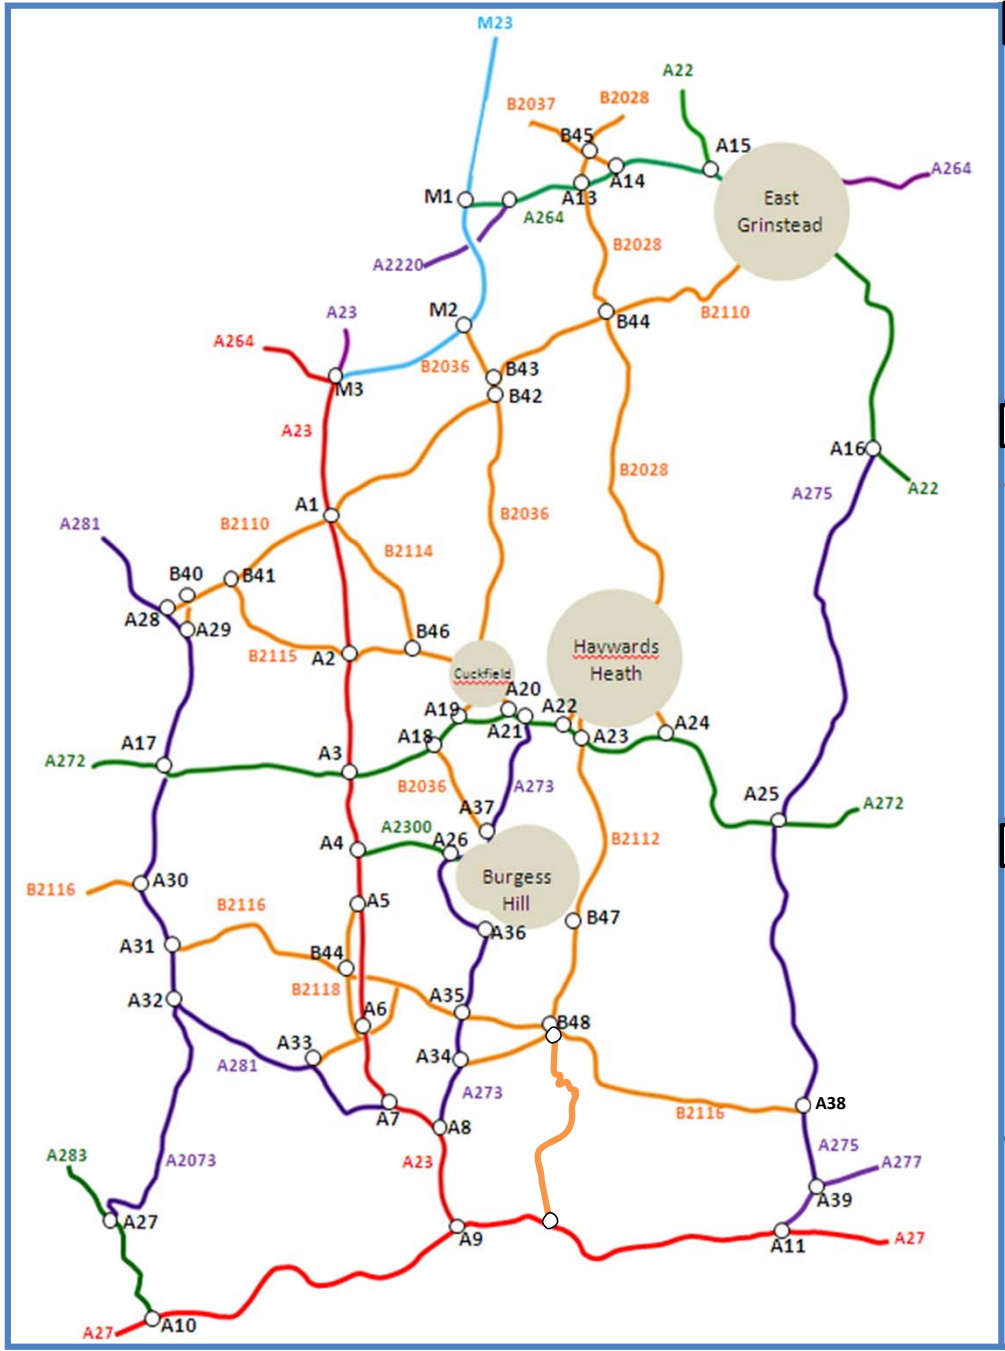 M23
A22
B2037
B2028
B45
A15
A14
A264
M1
A13
East
Grinstead
A264
B2028
A2220
A23
M2
B44
B2110
A264
B43
B2036
M3
B42
A23
A16
B2028
A275
A22
A1
B2036
A281
B2110
B2114
B40
B41
A28
A29
B46
B2115
A2
Havwards
Heath
Cuckfield
A20
A19
A22
A21
A24
A18
A23
A17
A3
A272
B2036
A273
A25
A272
A37
A2300
A4
A26
B2112
Burgess
Hill
B2116
A30
A5
B2116
B47
A36
A31
B44
B2118
A35
A32
A6
B48
A33
A34
A281
A273
B2116
A38
A7
A8
A275
A283
A2073
A23
A277
A39
A27
A9
A11
A27
A10
A27